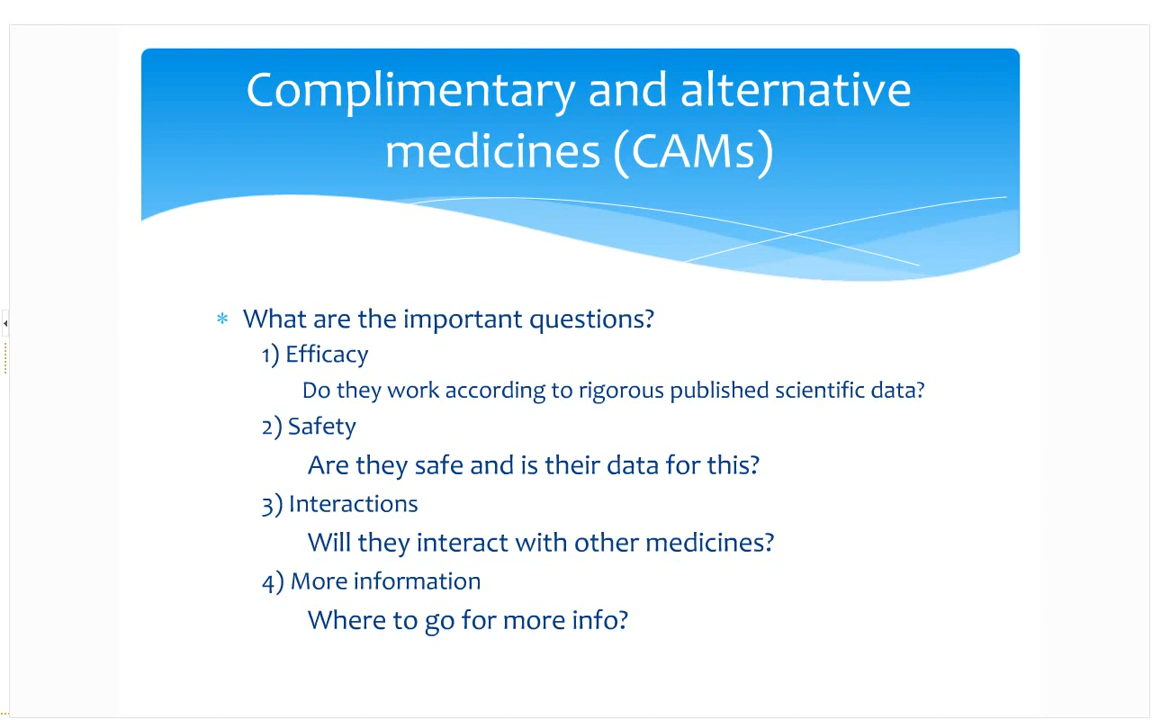 Complimentary and alternative
medicines (CAMs)
* What are the important questions?
1) Efficacy
Do they work according to rigorous published scientific data?
2) Safety
Are they safe and is their data for this?
3) Interactions
Will they interact with other medicines?
4) More information
Where to go for more info?